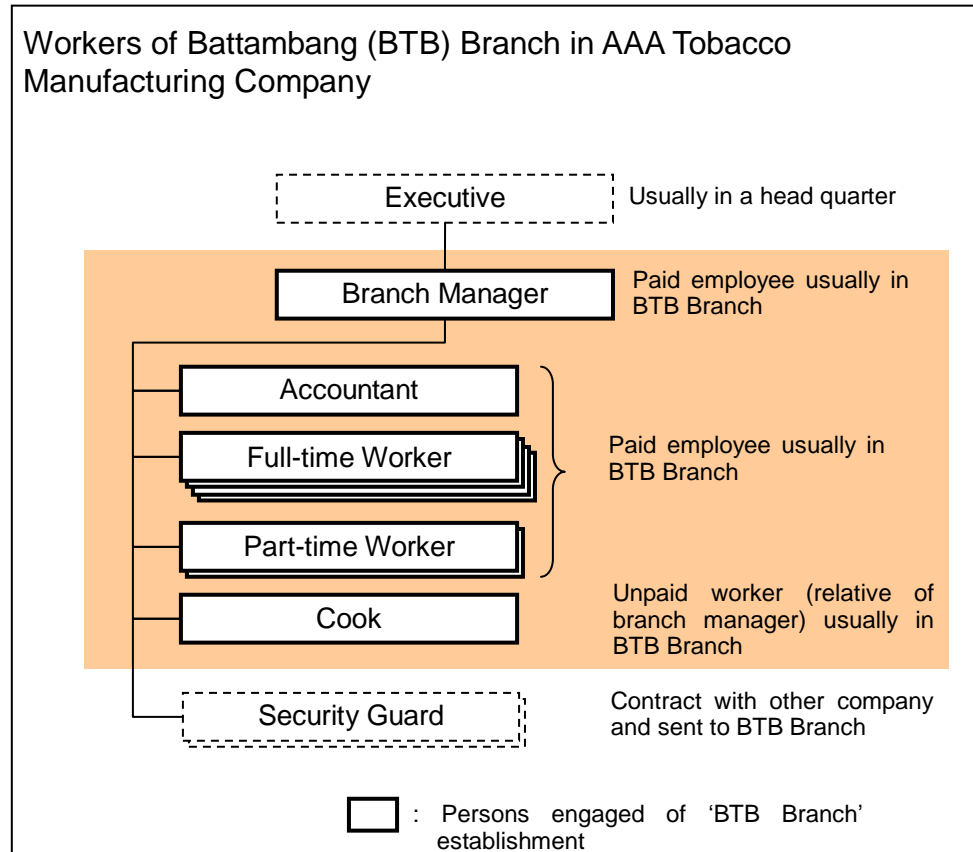 Workers of Battambang (BTB) Branch in AAA Tobacco
Manufacturing Company
Executive
Usually in a head quarter
Branch Manager
Paid employee usually in
BTB Branch
Accountant
Full-time Worker
Paid employee usually in
BTB Branch
Part-time Worker
Cook
Unpaid worker (relative of
branch manager) usually in
BTB Branch
Security Guard
Contract with other company
and sent to BTB Branch
: Persons engaged of ‘BTB Branch’
establishment